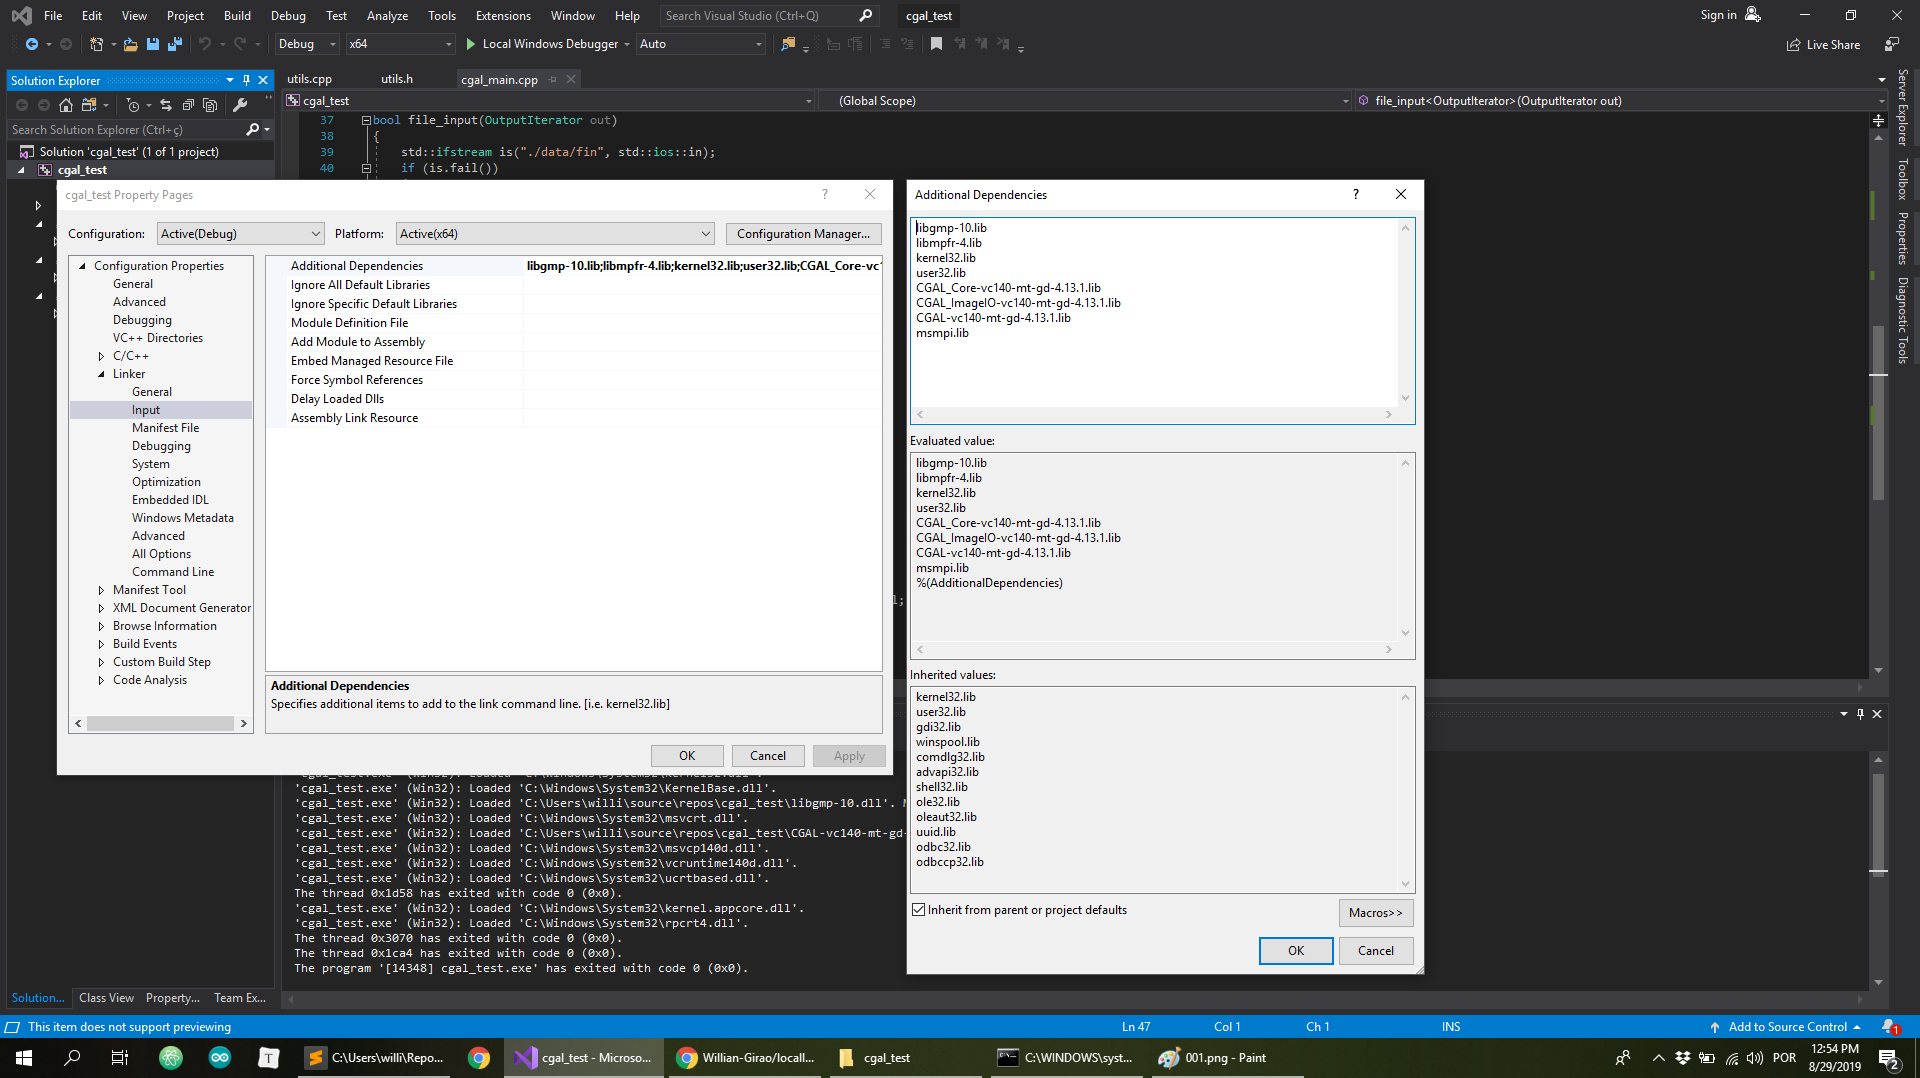 File Edit View Project Build Debug Test Analyze Tools Extensions Window Help Search Visual Studio (Ctrl+Q) cgal_test Sign in
Debug x64 Local Windows Debugger Auto Live Share
Solution Explorer
Search Solution Explorer (Ctrl+ç)
Solution 'cgal_test' (1 of 1 project)
cgal_test
utils.cpp utils.h cgal_main.cpp
cgal_test (Global Scope) file_input<OutputIterator>(OutputIterator out)
37 bool file_input(OutputIterator out)
38 {
39 std::ifstream is("./data/fin", std::ios::in);
40 if (is.fail())
l;
Server Explorer
Toolbox
Properties
Diagnostic Tools
cgal_test Property Pages ?
Configuration: Active(Debug) Platform: Active(x64) Configuration Manager...
Configuration Properties
General
Advanced
Debugging
VC++ Directories
C/C++
Linker
General
Input
Manifest File
Debugging
System
Optimization
Embedded IDL
Windows Metadata
Advanced
All Options
Command Line
Manifest Tool
XML Document Generator
Browse Information
Build Events
Custom Build Step
Code Analysis
Additional Dependencies libgmp-10.lib;libmpfr-4.lib;kernel32.lib;user32.lib;CGAL_Core-vc1
Ignore All Default Libraries
Ignore Specific Default Libraries
Module Definition File
Add Module to Assembly
Embed Managed Resource File
Force Symbol References
Delay Loaded Dlls
Assembly Link Resource
Additional Dependencies
Specifies additional items to add to the link command line. [i.e. kernel32.lib]
OK Cancel Apply
Additional Dependencies ?
libgmp-10.lib
libmpfr-4.lib
kernel32.lib
user32.lib
CGAL_Core-vc140-mt-gd-4.13.1.lib
CGAL_ImageIO-vc140-mt-gd-4.13.1.lib
CGAL-vc140-mt-gd-4.13.1.lib
msmpi.lib
Evaluated value:
libgmp-10.lib
libmpfr-4.lib
kernel32.lib
user32.lib
CGAL_Core-vc140-mt-gd-4.13.1.lib
CGAL_ImageIO-vc140-mt-gd-4.13.1.lib
CGAL-vc140-mt-gd-4.13.1.lib
msmpi.lib
%(AdditionalDependencies)
Inherited values:
kernel32.lib
user32.lib
gdi32.lib
winspool.lib
comdlg32.lib
advapi32.lib
shell32.lib
ole32.lib
oleaut32.lib
uuid.lib
odbc32.lib
odbccp32.lib
Inherit from parent or project defaults Macros>>
OK Cancel
'cgal_test.exe' (Win32): Loaded 'C:\Windows\System32\kernel32.dll'.
'cgal_test.exe' (Win32): Loaded 'C:\Windows\System32\KernelBase.dll'.
'cgal_test.exe' (Win32): Loaded 'C:\Users\willi\source\repos\cgal_test\libgmp-10.dll'.
'cgal_test.exe' (Win32): Loaded 'C:\Windows\System32\msvcrt.dll'.
'cgal_test.exe' (Win32): Loaded 'C:\Users\willi\source\repos\cgal_test\CGAL-vc140-mt-gd-
'cgal_test.exe' (Win32): Loaded 'C:\Windows\System32\msvcp140d.dll'.
'cgal_test.exe' (Win32): Loaded 'C:\Windows\System32\vcruntime140d.dll'.
'cgal_test.exe' (Win32): Loaded 'C:\Windows\System32\ucrtbased.dll'.
The thread 0x1d58 has exited with code 0 (0x0).
'cgal_test.exe' (Win32): Loaded 'C:\Windows\System32\kernel.appcore.dll'.
'cgal_test.exe' (Win32): Loaded 'C:\Windows\System32\rpcrt4.dll'.
The thread 0x3070 has exited with code 0 (0x0).
The thread 0x1ca4 has exited with code 0 (0x0).
The program '[14348] cgal_test.exe' has exited with code 0 (0x0).
Solution... Class View Property... Team Ex...
This item does not support previewing Ln 47 Col 1 Ch 1 INS Add to Source Control 1
T C:\Users\willi\Repo... cgal_test - Microso... Willian-Girao/locall... cgal_test C:\WINDOWS\syst... 001.png - Paint POR 12:54 PM
8/29/2019 2